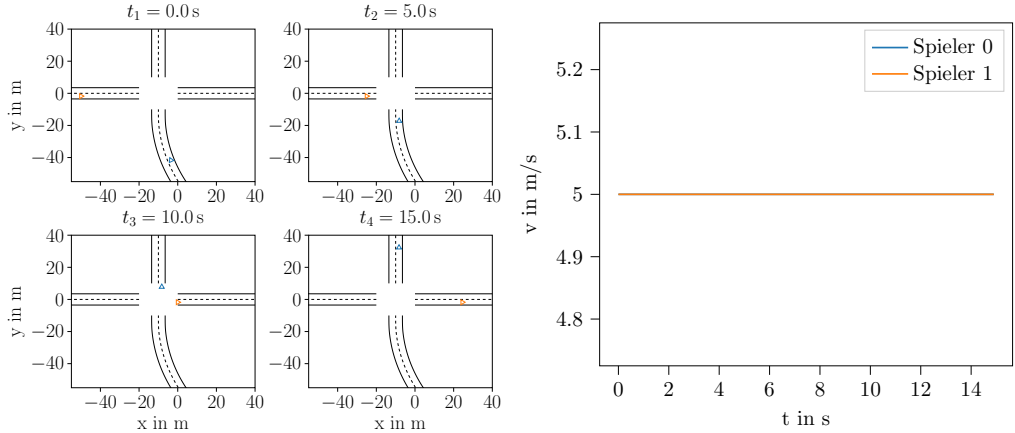 t₁ = 0.0 s
t₂ = 5.0 s
40
20
0
−20
−40
y in m
−40 −20 0 20 40
40
20
0
−20
−40
−40 −20 0 20 40
t₃ = 10.0 s
t₄ = 15.0 s
40
20
0
−20
−40
y in m
−40 −20 0 20 40
x in m
40
20
0
−20
−40
−40 −20 0 20 40
x in m
Spieler 0
Spieler 1
5.2
5.1
5
4.9
4.8
v in m/s
0 2 4 6 8 10 12 14
t in s